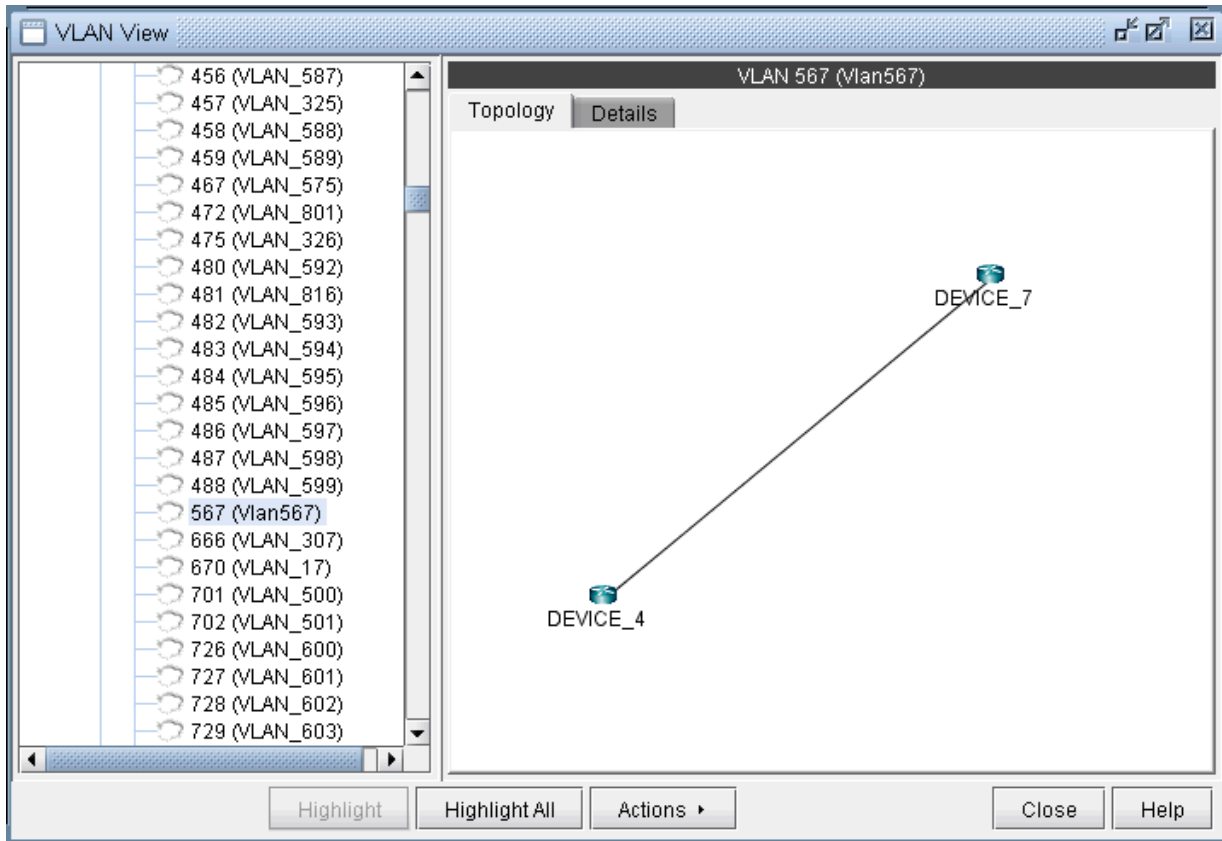 VLAN View
456 (VLAN_587)
457 (VLAN_325)
458 (VLAN_588)
459 (VLAN_589)
467 (VLAN_575)
472 (VLAN_801)
475 (VLAN_326)
480 (VLAN_592)
481 (VLAN_816)
482 (VLAN_593)
483 (VLAN_594)
484 (VLAN_595)
485 (VLAN_596)
486 (VLAN_597)
487 (VLAN_598)
488 (VLAN_599)
567 (Vlan567)
666 (VLAN_307)
670 (VLAN_17)
701 (VLAN_500)
702 (VLAN_501)
726 (VLAN_600)
727 (VLAN_601)
728 (VLAN_602)
729 (VLAN_603)
VLAN 567 (Vlan567)
Topology Details
DEVICE_7
DEVICE_4
Highlight Highlight All Actions Close Help